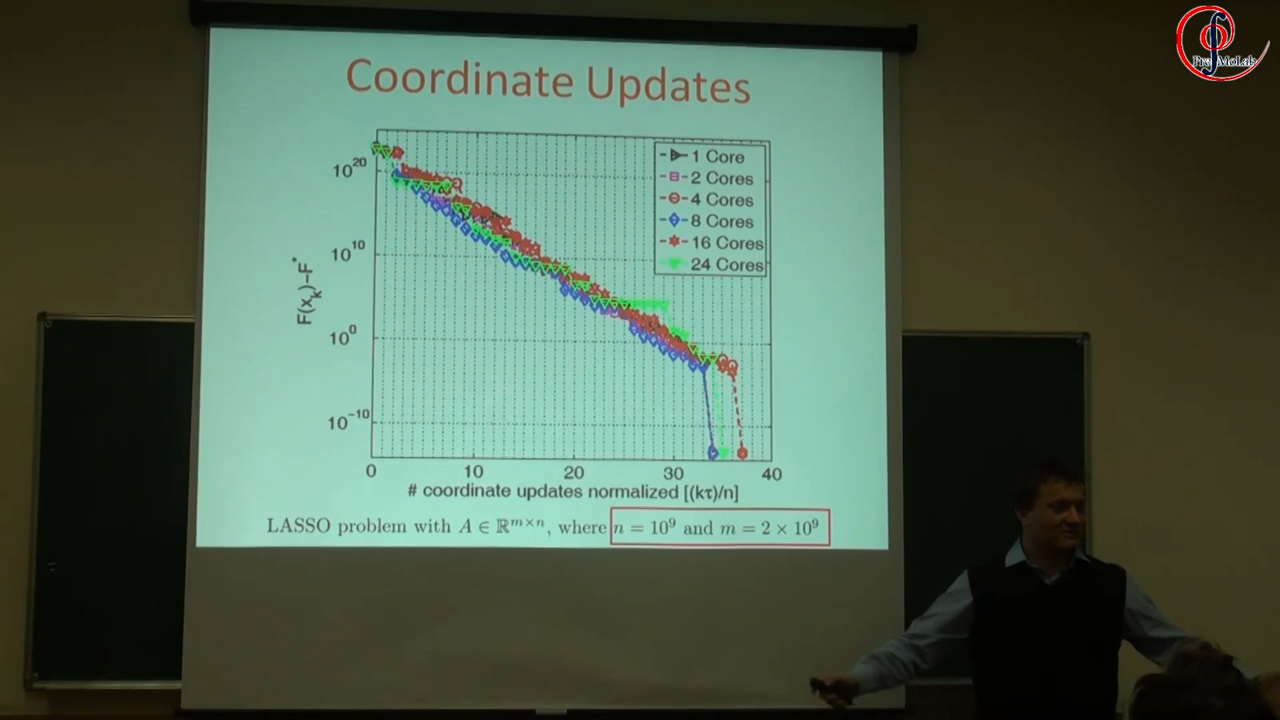 PreMoLab
Coordinate Updates
10^20
10^10
10^0
10^-10
F(x_k)-F*
1 Core
2 Cores
4 Cores
8 Cores
16 Cores
24 Cores
0 10 20 30 40
# coordinate updates normalized [(kτ)/n]
LASSO problem with A ∈ ℝ^{m×n}, where n = 10^9 and m = 2 × 10^9